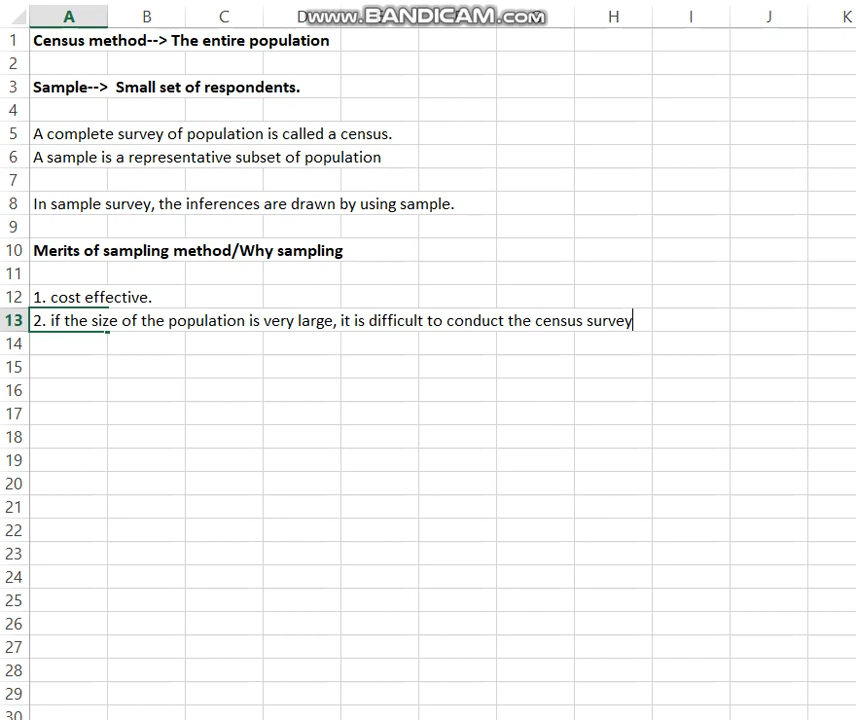 www.BANDICAM.com
A B C D G H I J K
1 Census method--> The entire population
2
3 Sample--> Small set of respondents.
4
5 A complete survey of population is called a census.
6 A sample is a representative subset of population
7
8 In sample survey, the inferences are drawn by using sample.
9
10 Merits of sampling method/Why sampling
11
12 1. cost effective.
13 2. if the size of the population is very large, it is difficult to conduct the census survey
14
15
16
17
18
19
20
21
22
23
24
25
26
27
28
29
30